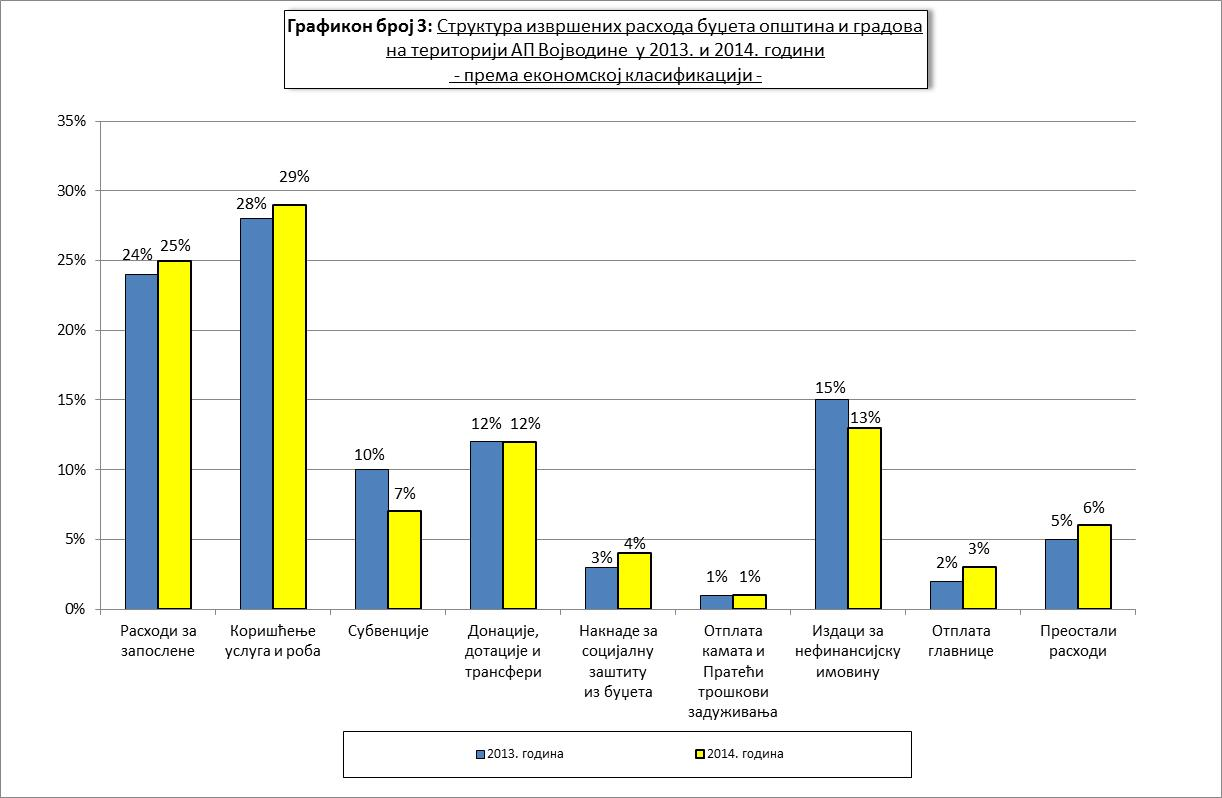 Графикон број 3: Структура извршених расхода буџета општина и градова
на територији АП Војводине у 2013. и 2014. години
- према економској класификацији -
35%
30%
25%
20%
15%
10%
5%
0%
24%
25%
28%
29%
10%
7%
12%
12%
3%
4%
1%
1%
15%
13%
2%
3%
5%
6%
Расходи за
запослене
Коришћење
услуга и роба
Субвенције
Донације,
дотације и
трансфери
Накнаде за
социјалну
заштиту
из буџета
Отплата
камата и
Пратећи
трошкови
задуживања
Издаци за
нефинансијску
имовину
Отплата
главнице
Преостали
расходи
2013. година
2014. година